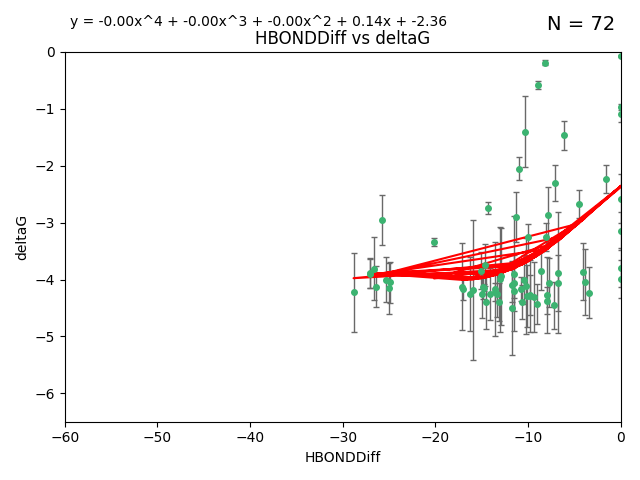 y = -0.00x^4 + -0.00x^3 + -0.00x^2 + 0.14x + -2.36
N = 72
HBONDDiff vs deltaG
0
−1
−2
−3
−4
−5
−6
deltaG
−60
−50
−40
−30
−20
−10
0
HBONDDiff